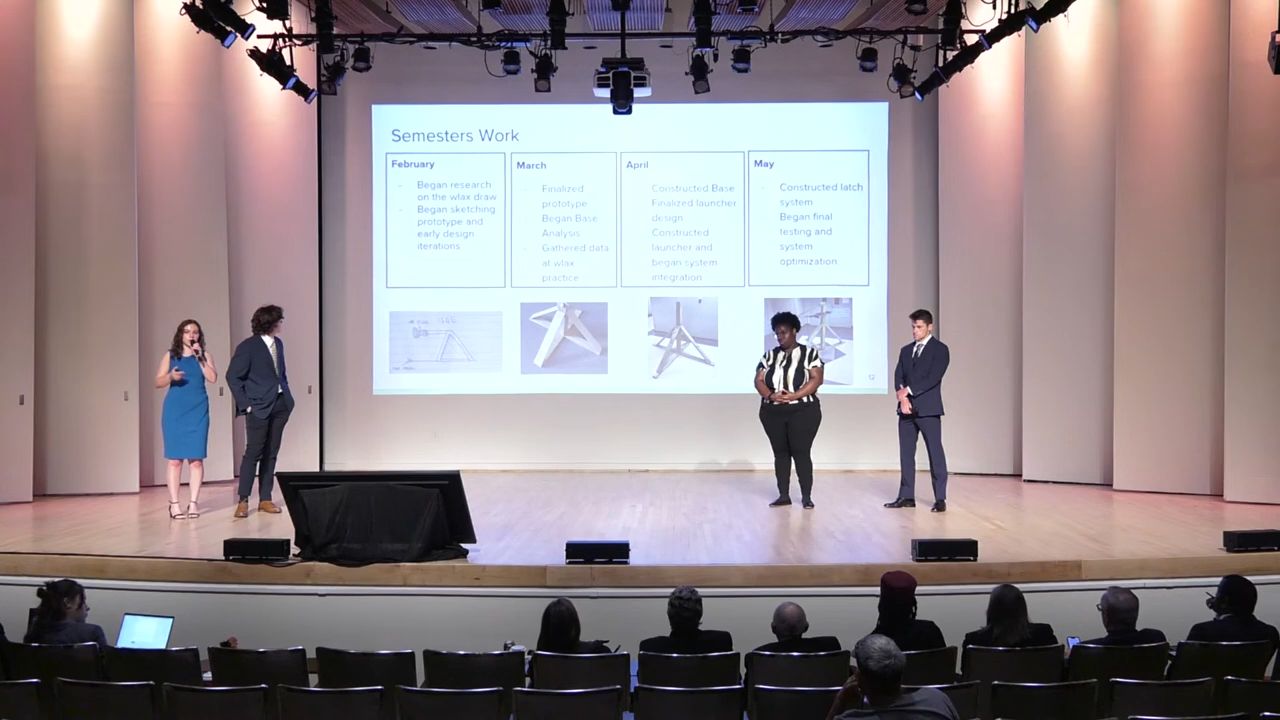 Semesters Work
February
- Began research
on the wlax draw
- Began sketching
prototype and
early design
iterations
March
Finalized
prototype
Began Base
Analysis
- Gathered data
at wlax
practice
April
Constructed Base
Finalized launcher
design
Constructed
launcher and
began system
integration
May
- Constructed latch
system
Began final
testing and
system
optimization
12